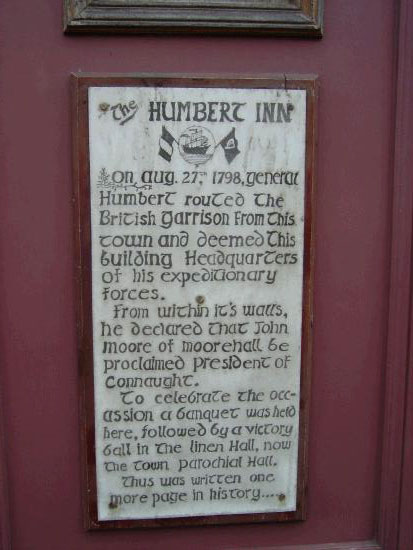 The HUMBERT INN
on aug. 27th 1798, general
Humbert routed the
British garrison from this
town and deemed this
building Headquarters
of his expeditionary
forces.
From within it's walls,
he declared that John
Moore of moorehall be
proclaimed president of
Connaught.
To celebrate the occ-
assion a banquet was held
here, followed by a victory
ball in the linen Hall, now
the town parochial Hall.
Thus was written one
more page in history....